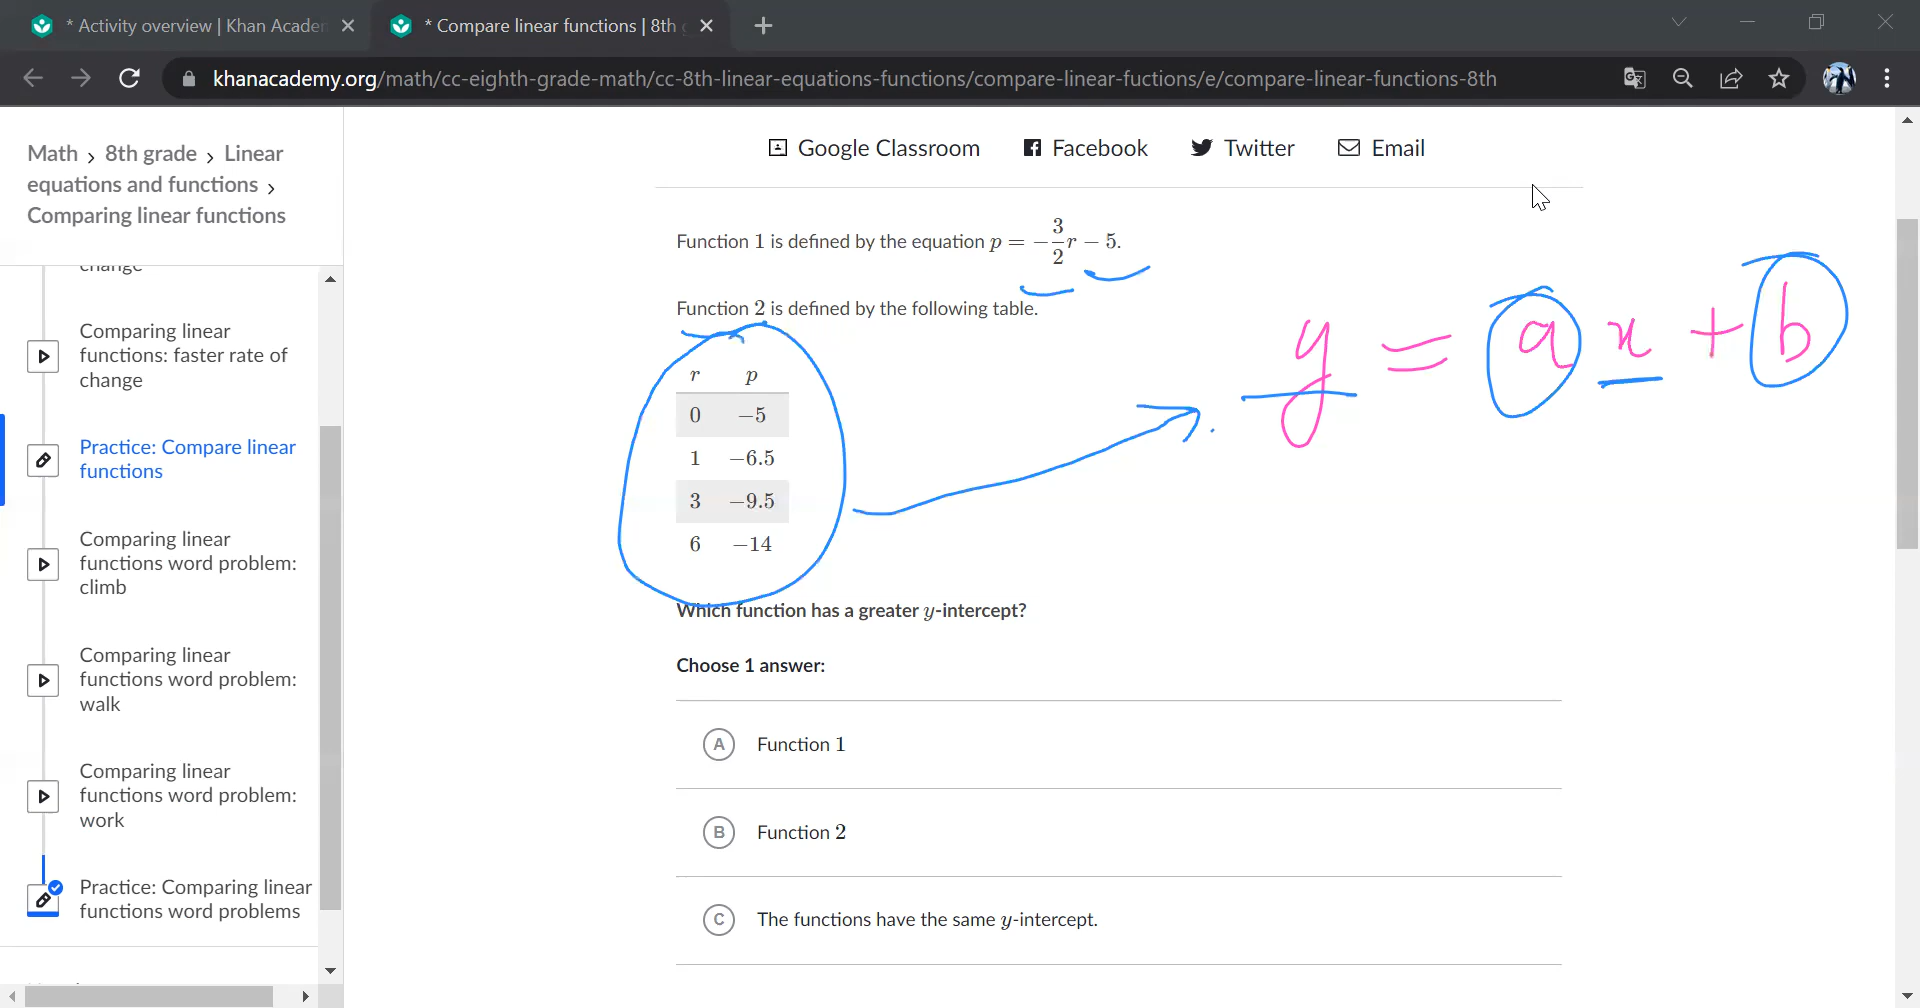 * Activity overview | Khan Academ
* Compare linear functions | 8th g
khanacademy.org/math/cc-eighth-grade-math/cc-8th-linear-equations-functions/compare-linear-fuctions/e/compare-linear-functions-8th
Math > 8th grade > Linear
equations and functions >
Comparing linear functions
change
Comparing linear
functions: faster rate of
change
Practice: Compare linear
functions
Comparing linear
functions word problem:
climb
Comparing linear
functions word problem:
walk
Comparing linear
functions word problem:
work
Practice: Comparing linear
functions word problems
Google Classroom Facebook Twitter Email
Function 1 is defined by the equation p = −3/2 r − 5.
Function 2 is defined by the following table.
r p
0 −5
1 −6.5
3 −9.5
6 −14
y = ax + b
Which function has a greater y-intercept?
Choose 1 answer:
A Function 1
B Function 2
C The functions have the same y-intercept.